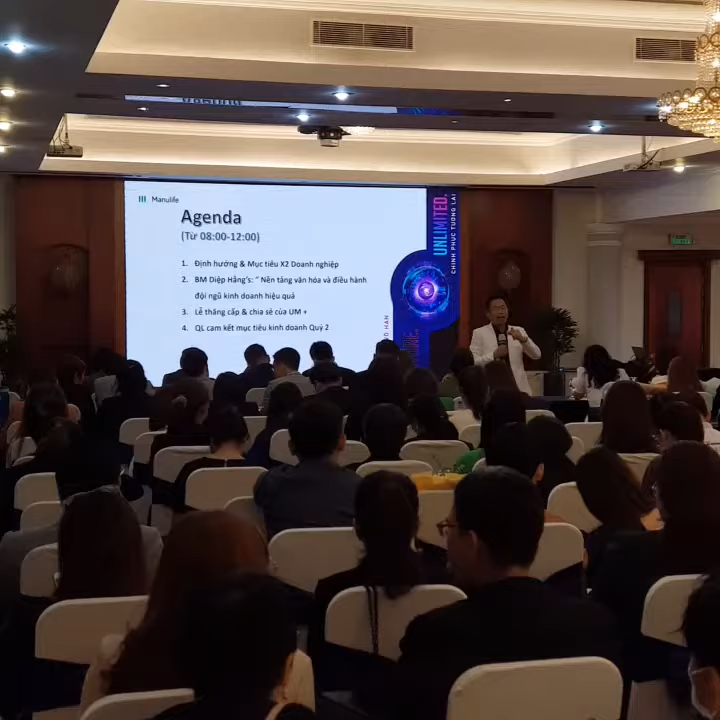 Manulife
Agenda
(Từ 08:00-12:00)
1. Định hướng & Mục tiêu X2 Doanh nghiệp
2. BM Diệp Hằng's: “ Nền tảng văn hóa và điều hành
đội ngũ kinh doanh hiệu quả
3. Lễ thăng cấp & chia sẻ của UM +
4. QL cam kết mục tiêu kinh doanh Quý 2
UNLIMITED
CHINH PHỤC TƯƠNG LAI